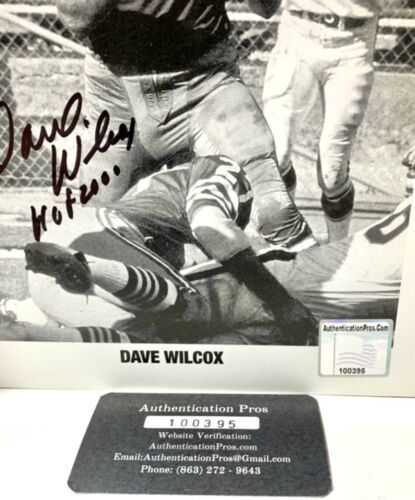 Dave
Wilcox
HOF 2000
DAVE WILCOX
AuthenticationPros.Com
100395
Authentication Pros
100395
Website Verification:
AuthenticationPros.com
Email:AuthenticationPros@Gmail.com
Phone: (863) 272 - 9643